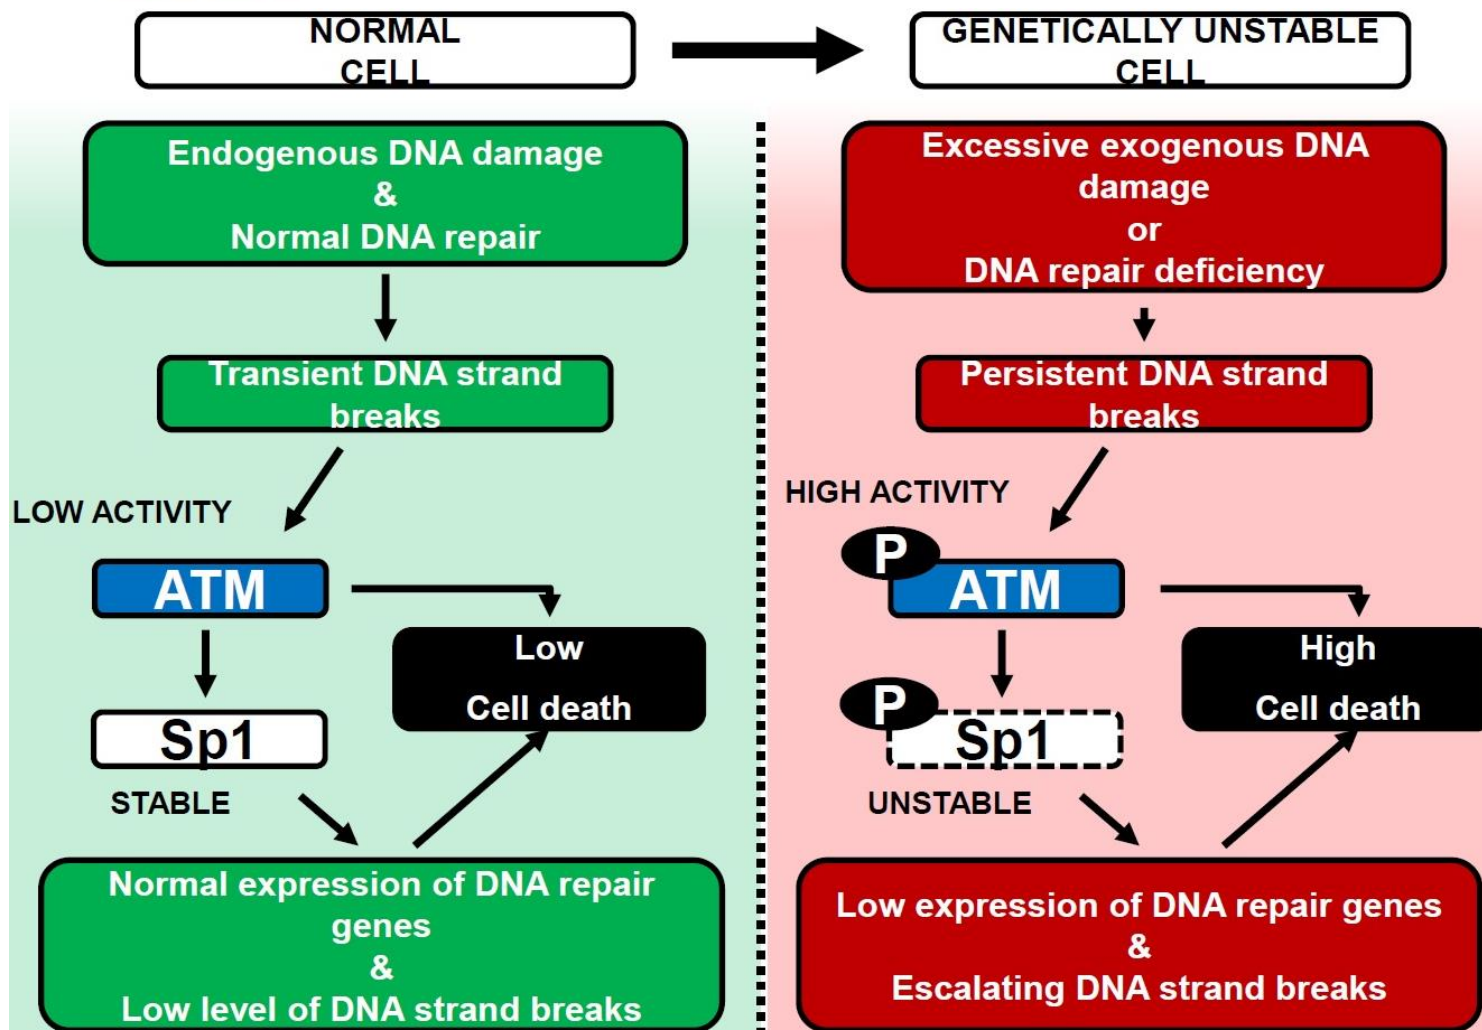 NORMAL
CELL
GENETICALLY UNSTABLE
CELL
Endogenous DNA damage
&
Normal DNA repair
Transient DNA strand
breaks
LOW ACTIVITY
ATM
Low
Cell death
Sp1
STABLE
Normal expression of DNA repair
genes
&
Low level of DNA strand breaks
Excessive exogenous DNA
damage
or
DNA repair deficiency
Persistent DNA strand
breaks
HIGH ACTIVITY
P
ATM
High
Cell death
P
Sp1
UNSTABLE
Low expression of DNA repair genes
&
Escalating DNA strand breaks